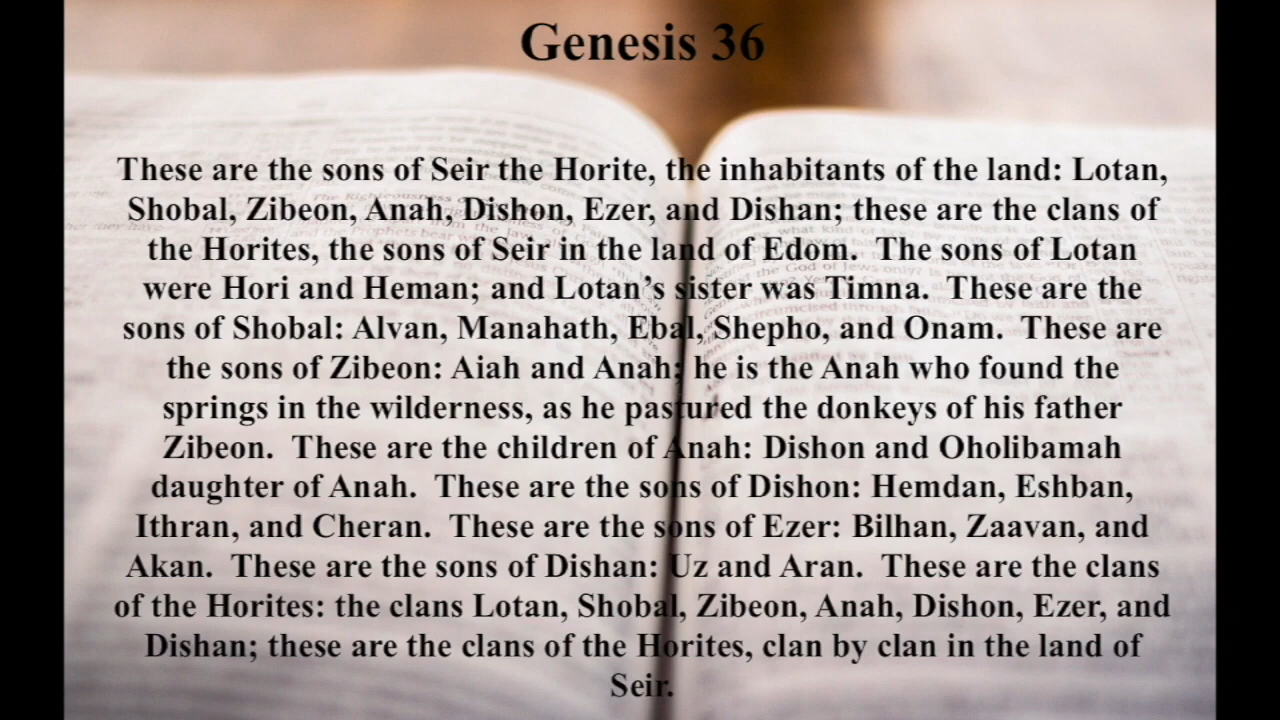 Genesis 36
These are the sons of Seir the Horite, the inhabitants of the land: Lotan,
Shobal, Zibeon, Anah, Dishon, Ezer, and Dishan; these are the clans of
the Horites, the sons of Seir in the land of Edom.  The sons of Lotan
were Hori and Heman; and Lotan’s sister was Timna.  These are the
sons of Shobal: Alvan, Manahath, Ebal, Shepho, and Onam.  These are
the sons of Zibeon: Aiah and Anah; he is the Anah who found the
springs in the wilderness, as he pastured the donkeys of his father
Zibeon.  These are the children of Anah: Dishon and Oholibamah
daughter of Anah.  These are the sons of Dishon: Hemdan, Eshban,
Ithran, and Cheran.  These are the sons of Ezer: Bilhan, Zaavan, and
Akan.  These are the sons of Dishan: Uz and Aran.  These are the clans
of the Horites: the clans Lotan, Shobal, Zibeon, Anah, Dishon, Ezer, and
Dishan; these are the clans of the Horites, clan by clan in the land of
Seir.